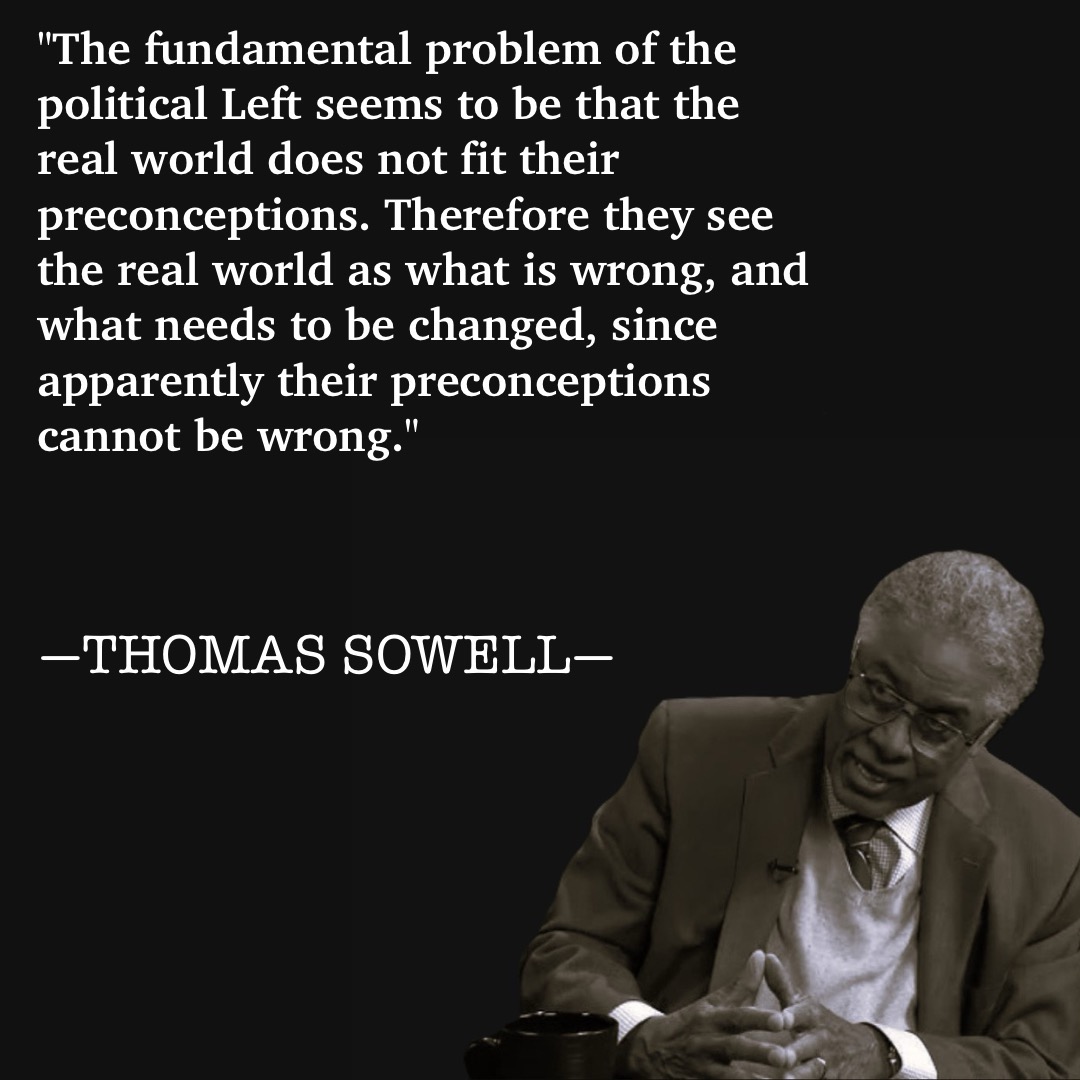 "The fundamental problem of the
political Left seems to be that the
real world does not fit their
preconceptions. Therefore they see
the real world as what is wrong, and
what needs to be changed, since
apparently their preconceptions
cannot be wrong."
—THOMAS SOWELL—